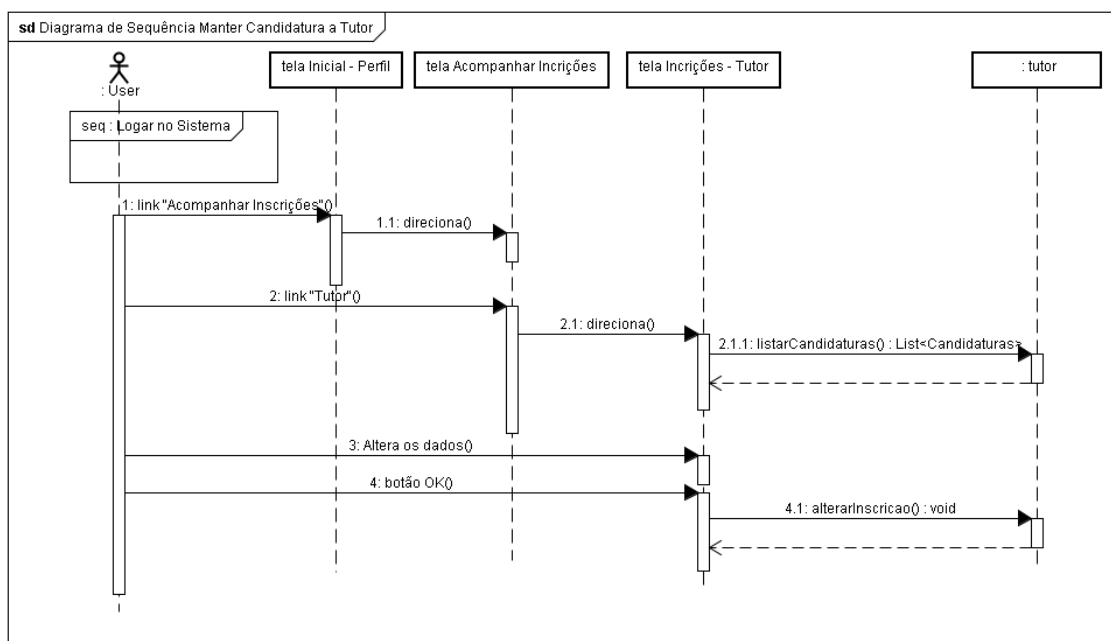 sd Diagrama de Sequência Manter Candidatura a Tutor
: User
tela Inicial - Perfil
tela Acompanhar Incrições
tela Incrições - Tutor
: tutor
seq : Logar no Sistema
1: link "Acompanhar Inscrições"()
1.1: direciona()
2: link "Tutor"()
2.1: direciona()
2.1.1: listarCandidaturas() : List<Candidaturas>
3: Altera os dados()
4: botão OK()
4.1: alterarInscricao() : void